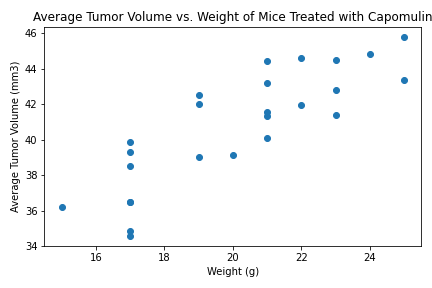 Average Tumor Volume vs. Weight of Mice Treated with Capomulin
46
44
42
40
38
36
34
Average Tumor Volume (mm3)
16 18 20 22 24
Weight (g)